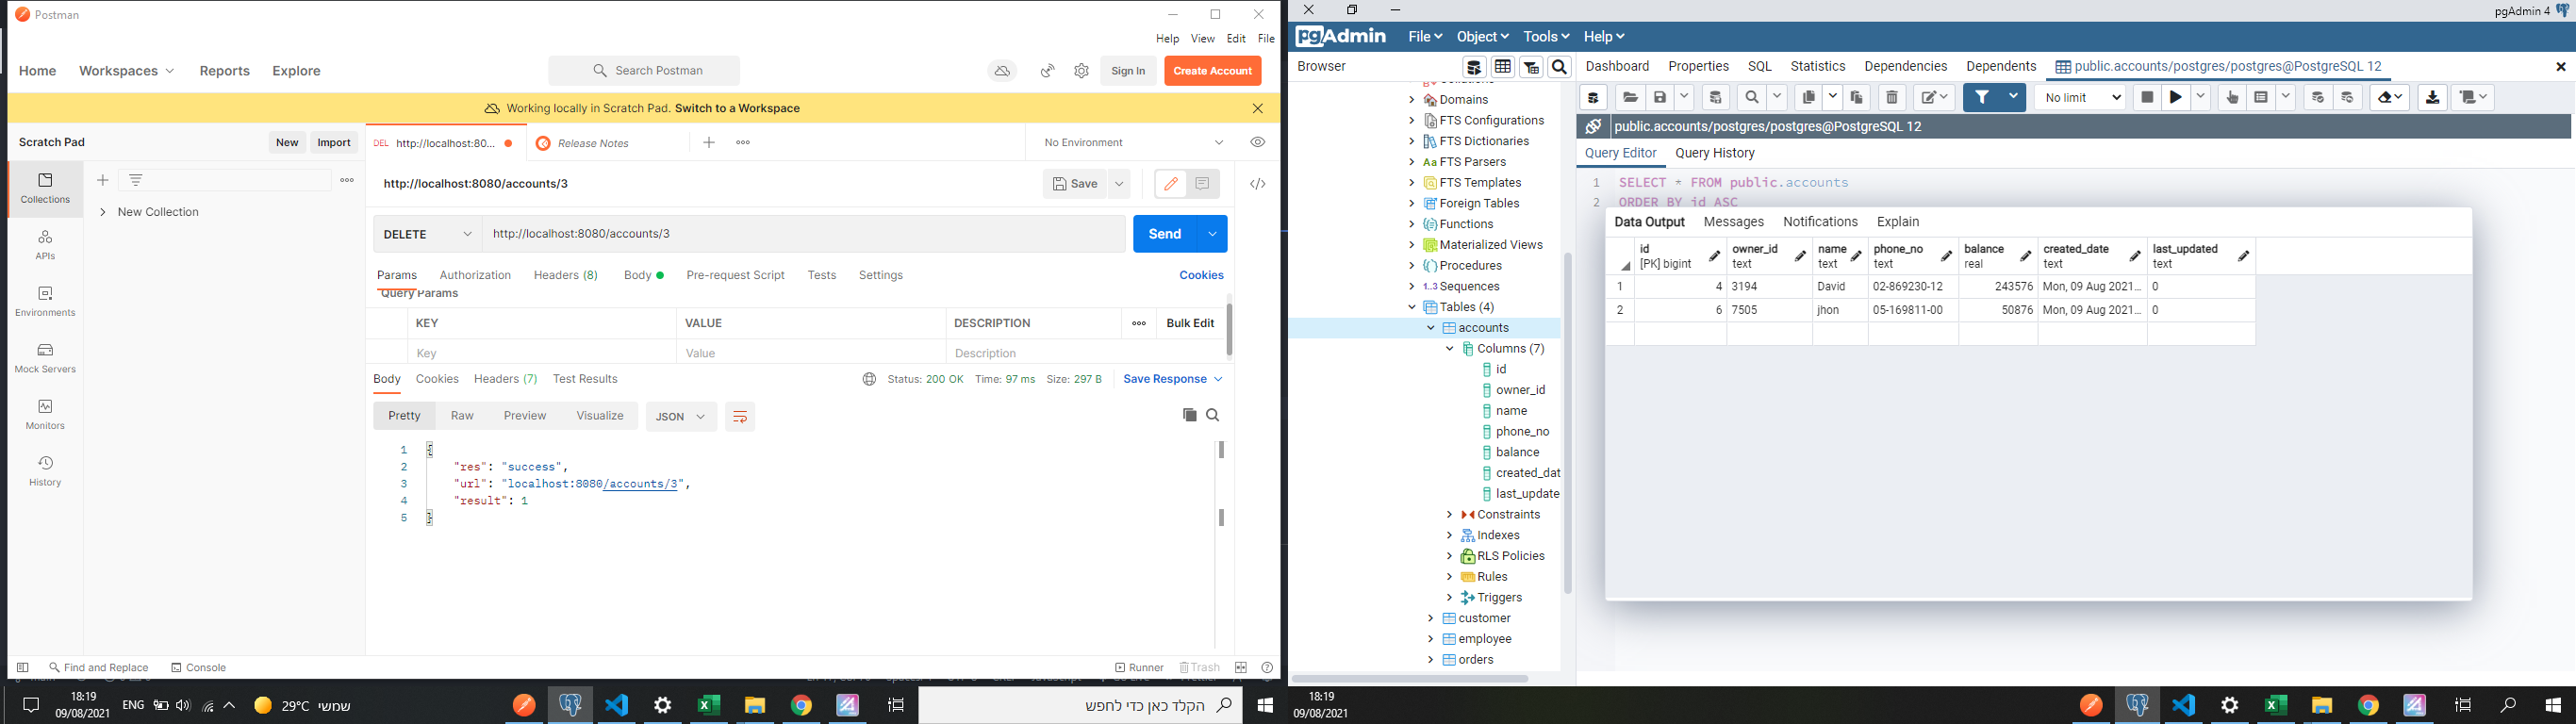 Postman
Help View Edit File
Home Workspaces Reports Explore
Search Postman
Sign In Create Account
Working locally in Scratch Pad. Switch to a Workspace
Scratch Pad New Import
DEL http://localhost:80... Release Notes
No Environment
Collections
APIs
Environments
Mock Servers
Monitors
History
New Collection
http://localhost:8080/accounts/3
Save
DELETE http://localhost:8080/accounts/3 Send
Params Authorization Headers (8) Body Pre-request Script Tests Settings Cookies
Query Params
KEY VALUE DESCRIPTION Bulk Edit
Key Value Description
Body Cookies Headers (7) Test Results
Status: 200 OK Time: 97 ms Size: 297 B Save Response
Pretty Raw Preview Visualize JSON
1 {
2 "res": "success",
3 "url": "localhost:8080/accounts/3",
4 "result": 1
5 }
Find and Replace Console Runner Trash
18:19
09/08/2021
ENG
29°C שמשי
הקלד כאן כדי לחפש
pgAdmin 4
pgAdmin File Object Tools Help
Browser
Dashboard Properties SQL Statistics Dependencies Dependents public.accounts/postgres/postgres@PostgreSQL 12
No limit
public.accounts/postgres/postgres@PostgreSQL 12
Query Editor Query History
1 SELECT * FROM public.accounts
2 ORDER BY id ASC
Domains
FTS Configurations
FTS Dictionaries
Aa FTS Parsers
FTS Templates
Foreign Tables
Functions
Materialized Views
Procedures
1..3 Sequences
Tables (4)
accounts
Columns (7)
id
owner_id
name
phone_no
balance
created_dat
last_update
Constraints
Indexes
RLS Policies
Rules
Triggers
customer
employee
orders
Data Output Messages Notifications Explain
id owner_id name phone_no balance created_date last_updated
[PK] bigint text text text real text text
1 4 3194 David 02-869230-12 243576 Mon, 09 Aug 2021... 0
2 6 7505 jhon 05-169811-00 50876 Mon, 09 Aug 2021... 0
18:19
09/08/2021